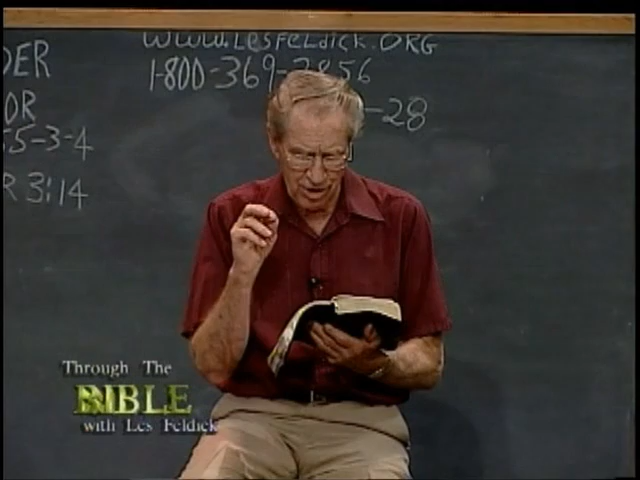 WWW.LESFELDICK.ORG
1-800-369-7856
-28
DER
OR
5-3-4
R 3:14
Through The
BIBLE
with Les Feldick